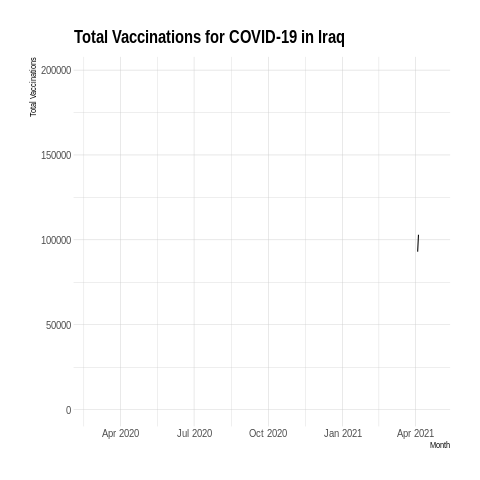 Total Vaccinations for COVID-19 in Iraq
Total Vaccinations
200000
150000
100000
50000
0
Apr 2020 Jul 2020 Oct 2020 Jan 2021 Apr 2021
Month